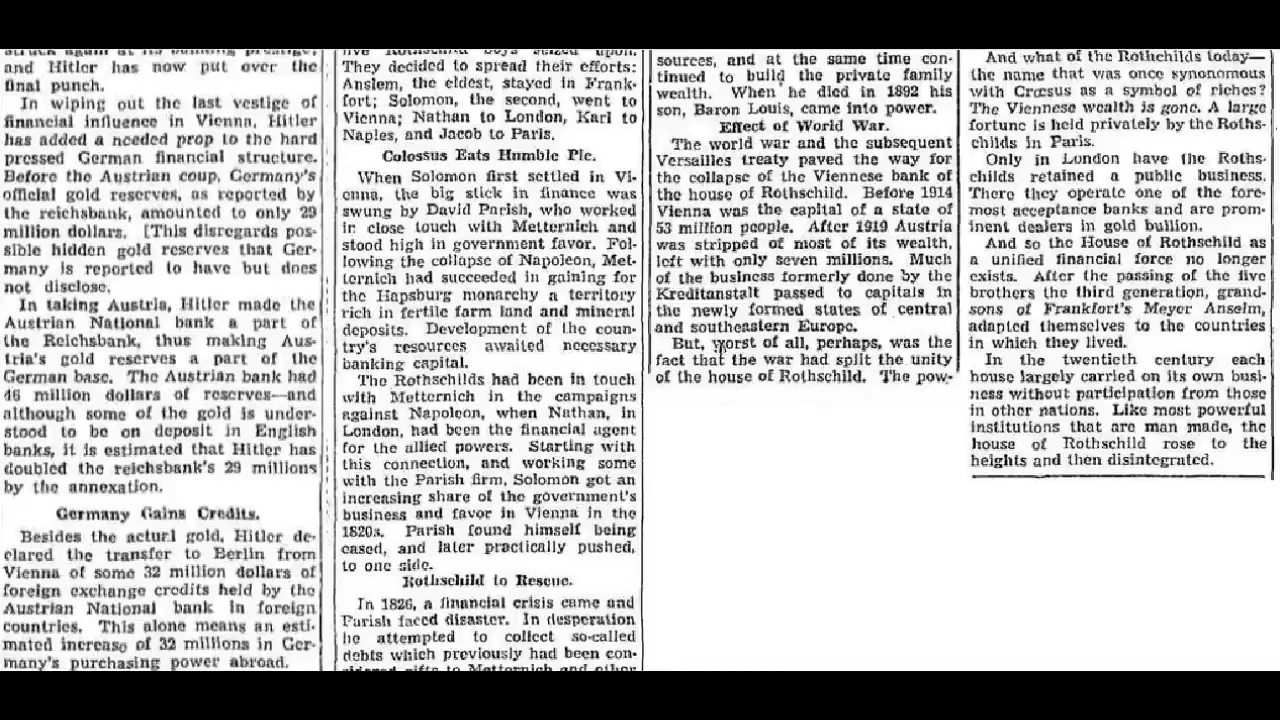 and Hitler has now put over the
final punch.
In wiping out the last vestige of
financial influence in Vienna, Hitler
has added a needed prop to the hard
pressed German financial structure.
Before the Austrian coup, Germany's
official gold reserves, as reported by
the reichsbank, amounted to only 29
million dollars. [This disregards pos-
sible hidden gold reserves that Ger-
many is reported to have but does
not disclose.
In taking Austria, Hitler made the
Austrian National bank a part of
the Reichsbank, thus making Aus-
tria's gold reserves a part of the
German base. The Austrian bank had
46 million dollars of reserves—and
although some of the gold is under-
stood to be on deposit in English
banks, it is estimated that Hitler has
doubled the reichsbank's 29 millions
by the annexation.
Germany Gains Credits.
Besides the actual gold, Hitler de-
clared the transfer to Berlin from
Vienna of some 32 million dollars of
foreign exchange credits held by the
Austrian National bank in foreign
countries. This alone means an esti-
mated increase of 32 millions in Ger-
many's purchasing power abroad.
They decided to spread their efforts:
Anslem, the eldest, stayed in Frank-
fort; Solomon, the second, went to
Vienna; Nathan to London, Karl to
Naples, and Jacob to Paris.
Colossus Eats Humble Pie.
When Solomon first settled in Vi-
enna, the big stick in finance was
swung by David Parish, who worked
in close touch with Metternich and
stood high in government favor. Fol-
lowing the collapse of Napoleon, Met-
ternich had succeeded in gaining for
the Hapsburg monarchy a territory
rich in fertile farm land and mineral
deposits. Development of the coun-
try's resources awaited necessary
banking capital.
The Rothschilds had been in touch
with Metternich in the campaigns
against Napoleon, when Nathan, in
London, had been the financial agent
for the allied powers. Starting with
this connection, and working some
with the Parish firm, Solomon got an
increasing share of the government's
business and favor in Vienna in the
1820s. Parish found himself being
eased, and later practically pushed,
to one side.
Rothschild to Rescue.
In 1826, a financial crisis came and
Parish faced disaster. In desperation
he attempted to collect so-called
debts which previously had been con-
sidered gifts to Metternich and other
sources, and at the same time con-
tinued to build the private family
wealth. When he died in 1892 his
son, Baron Louis, came into power.
Effect of World War.
The world war and the subsequent
Versailles treaty paved the way for
the collapse of the Viennese bank of
the house of Rothschild. Before 1914
Vienna was the capital of a state of
53 million people. After 1919 Austria
was stripped of most of its wealth,
left with only seven millions. Much
of the business formerly done by the
Kreditanstalt passed to capitals in
the newly formed states of central
and southeastern Europe.
But, worst of all, perhaps, was the
fact that the war had split the unity
of the house of Rothschild. The pow-
And what of the Rothschilds today—
the name that was once synonomous
with Crœsus as a symbol of riches?
The Viennese wealth is gone. A large
fortune is held privately by the Roths-
childs in Paris.
Only in London have the Roths-
childs retained a public business.
There they operate one of the fore-
most acceptance banks and are prom-
inent dealers in gold bullion.
And so the House of Rothschild as
a unified financial force no longer
exists. After the passing of the five
brothers the third generation, grand-
sons of Frankfort's Meyer Anselm,
adapted themselves to the countries
in which they lived.
In the twentieth century each
house largely carried on its own busi-
ness without participation from those
in other nations. Like most powerful
institutions that are man made, the
house of Rothschild rose to the
heights and then disintegrated.